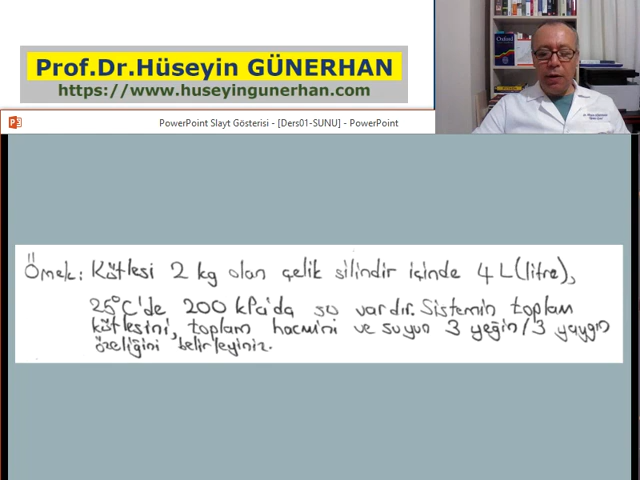 Prof.Dr.Hüseyin GÜNERHAN
https://www.huseyingunerhan.com
PowerPoint Slayt Gösterisi - [Ders01-SUNU] - PowerPoint
Örnek: Kütlesi 2 kg olan çelik silindir içinde 4 L(litre),
25°C'de 200 kPa'da su vardır. Sistemin toplam
kütlesini, toplam hacmini ve suyun 3 yeğin/3 yaygın
özeliğini belirleyiniz.
Oxford